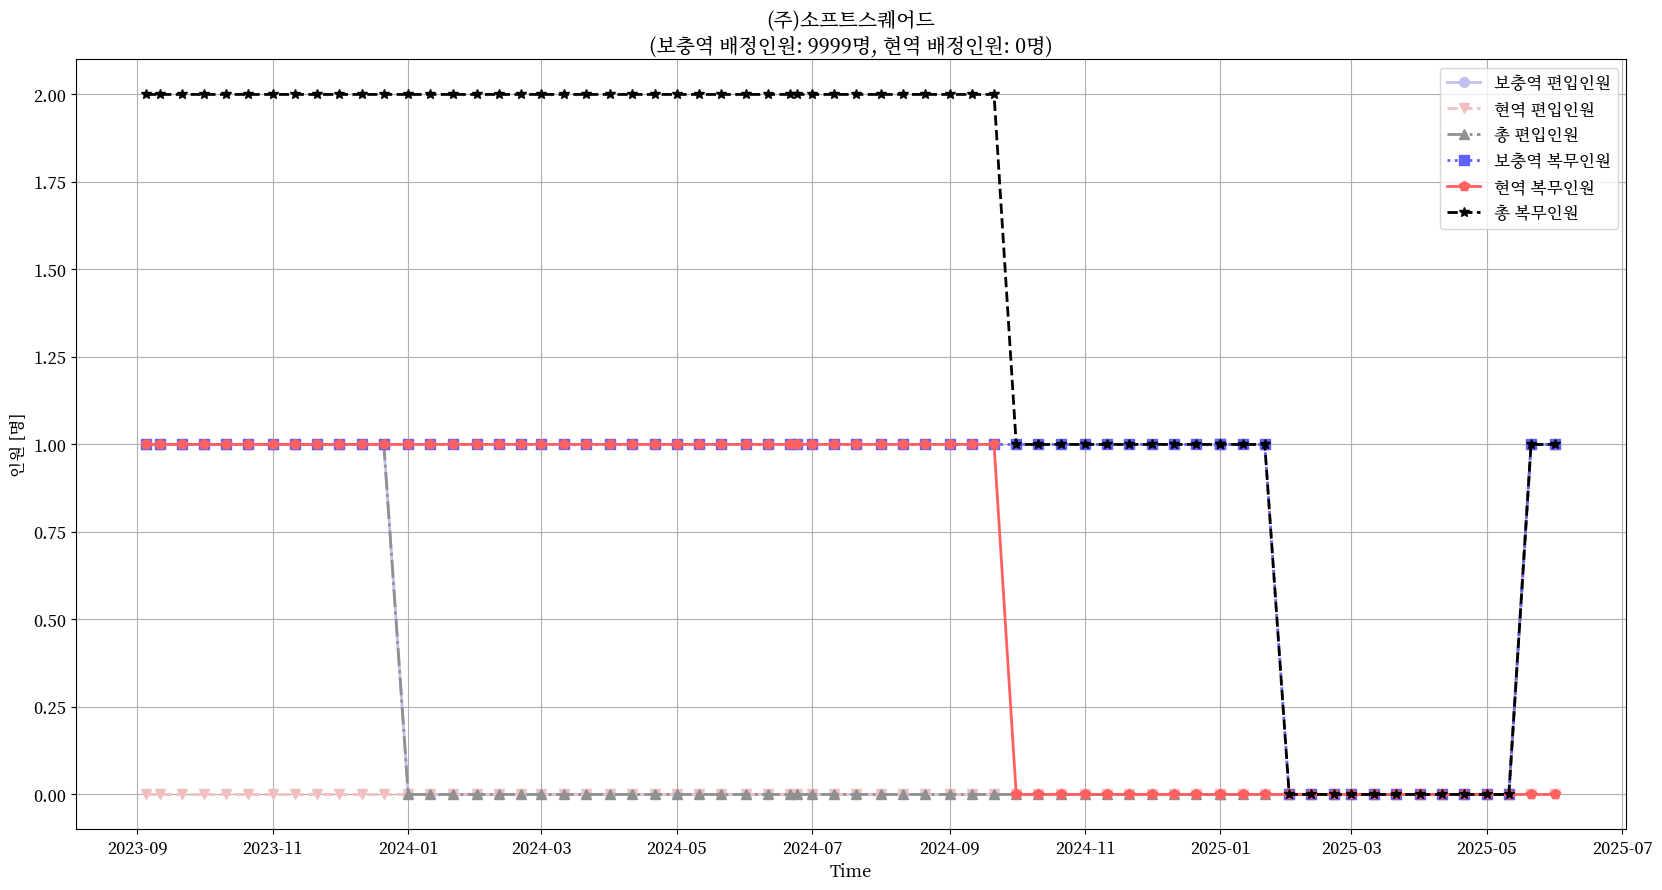 (주)소프트스퀘어드
(보충역 배정인원: 9999명, 현역 배정인원: 0명)
보충역 편입인원
현역 편입인원
총 편입인원
보충역 복무인원
현역 복무인원
총 복무인원
2.00
1.75
1.50
1.25
1.00
0.75
0.50
0.25
0.00
인원 [명]
2023-09 2023-11 2024-01 2024-03 2024-05 2024-07 2024-09 2024-11 2025-01 2025-03 2025-05 2025-07
Time